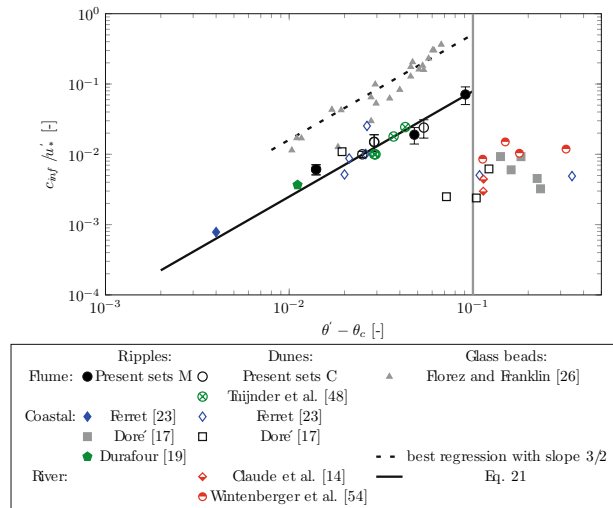 10^0
10^-1
10^-2
10^-3
10^-4
c_inf/u'_* [-]
10^-3 10^-2 10^-1 10^0
θ' − θ_c [-]
Ripples: Dunes: Glass beads:
Flume: Present sets M Present sets C Florez and Franklin [26]
Tuijnder et al. [48]
Coastal: Ferret [23] Ferret [23]
Doré [17] Doré [17]
Durafour [19] best regression with slope 3/2
River: Claude et al. [14] Eq. 21
Wintenberger et al. [54]